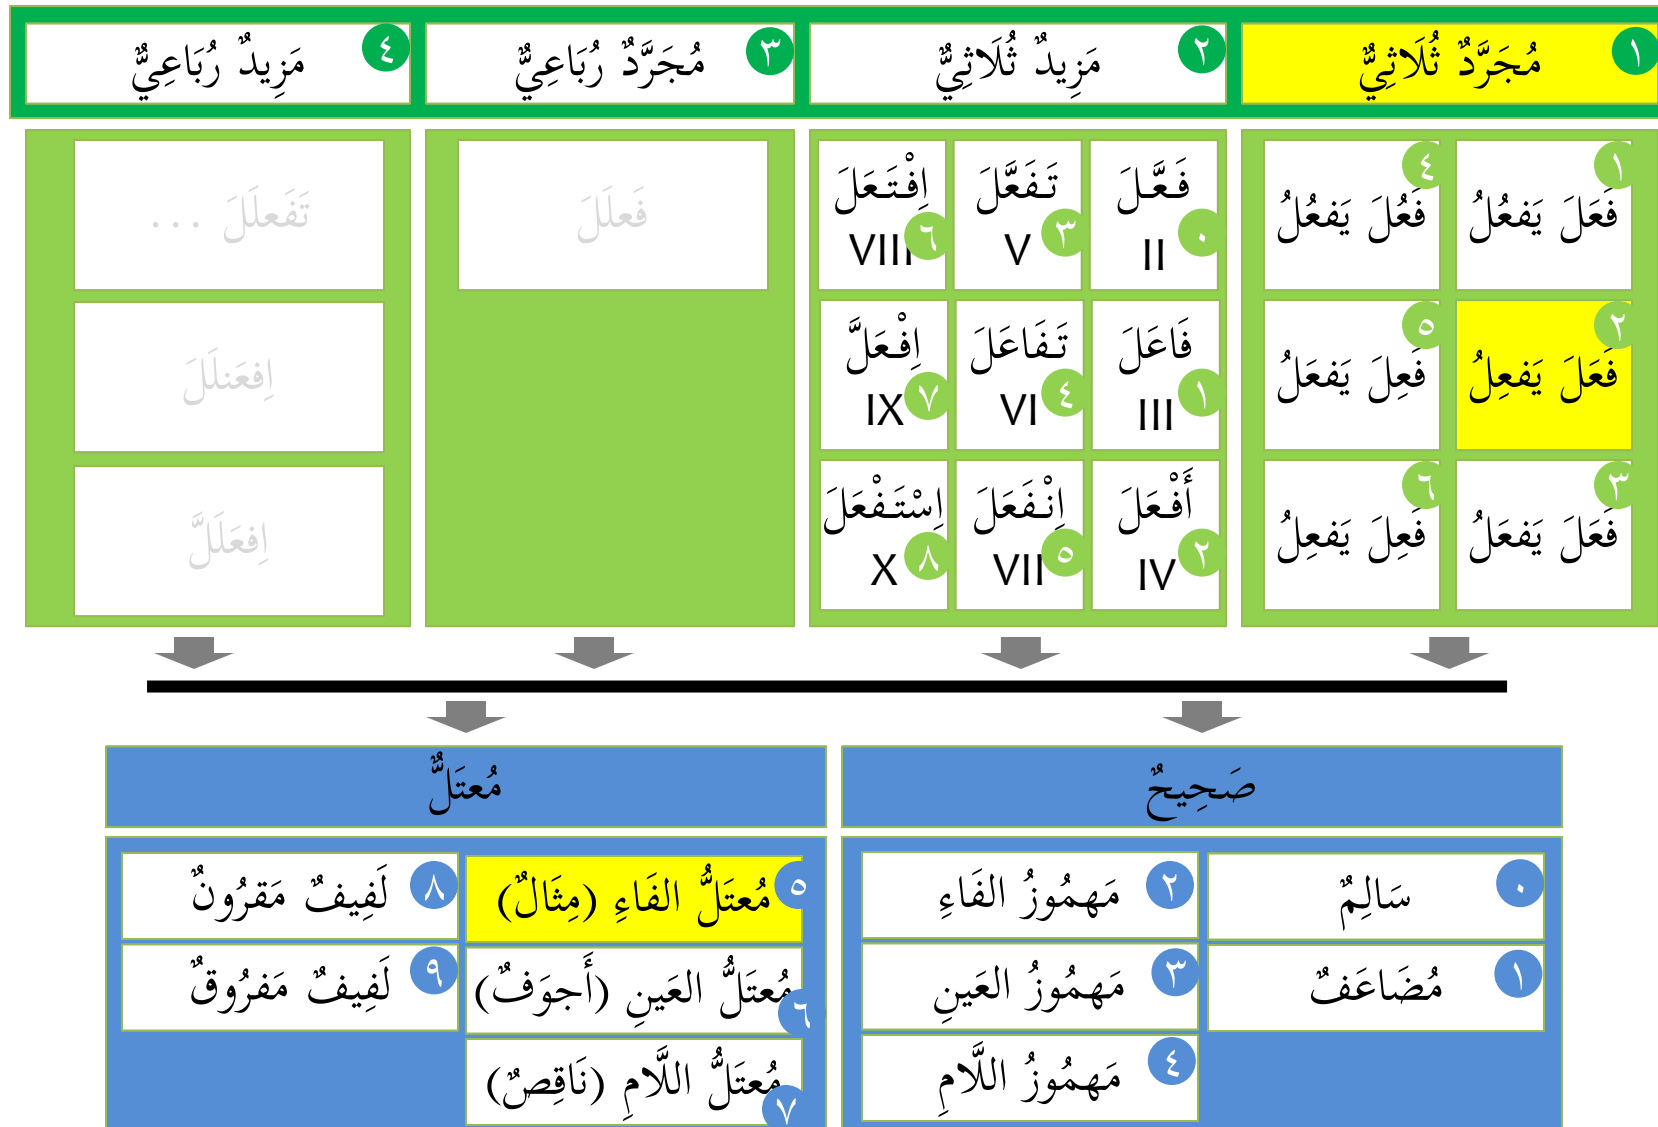 ١ مُجَرَّدٌ ثُلَاثِيٌّ
٢ مَزِيدٌ ثُلَاثِيٌّ
٣ مُجَرَّدٌ رُبَاعِيٌّ
٤ مَزِيدٌ رُبَاعِيٌّ
١ فَعَلَ يَفعُلُ
٤ فَعُلَ يَفعُلُ
٢ فَعَلَ يَفعِلُ
٥ فَعِلَ يَفعَلُ
٣ فَعَلَ يَفعَلُ
٦ فَعِلَ يَفعِلُ
فَعَّلَ
٠ II
تَفَعَّلَ
٣ V
اِفْتَعَلَ
٦ VIII
فَاعَلَ
١ III
تَفَاعَلَ
٤ VI
اِفْعَلَّ
٧ IX
أَفْعَلَ
٢ IV
اِنْفَعَلَ
٥ VII
اِسْتَفْعَلَ
٨ X
فَعلَلَ
تَفَعلَلَ ...
اِفعَنلَلَ
اِفعَلَلَّ
صَحِيحٌ
٠ سَالِمٌ
١ مُضَاعَفٌ
٢ مَهمُوزُ الفَاءِ
٣ مَهمُوزُ العَينِ
٤ مَهمُوزُ اللَّامِ
مُعتَلٌّ
٥ مُعتَلُّ الفَاءِ (مِثَالٌ)
٦ مُعتَلُّ العَينِ (أَجوَفٌ)
٧ مُعتَلُّ اللَّامِ (نَاقِصٌ)
٨ لَفِيفٌ مَقرُونٌ
٩ لَفِيفٌ مَفرُوقٌ